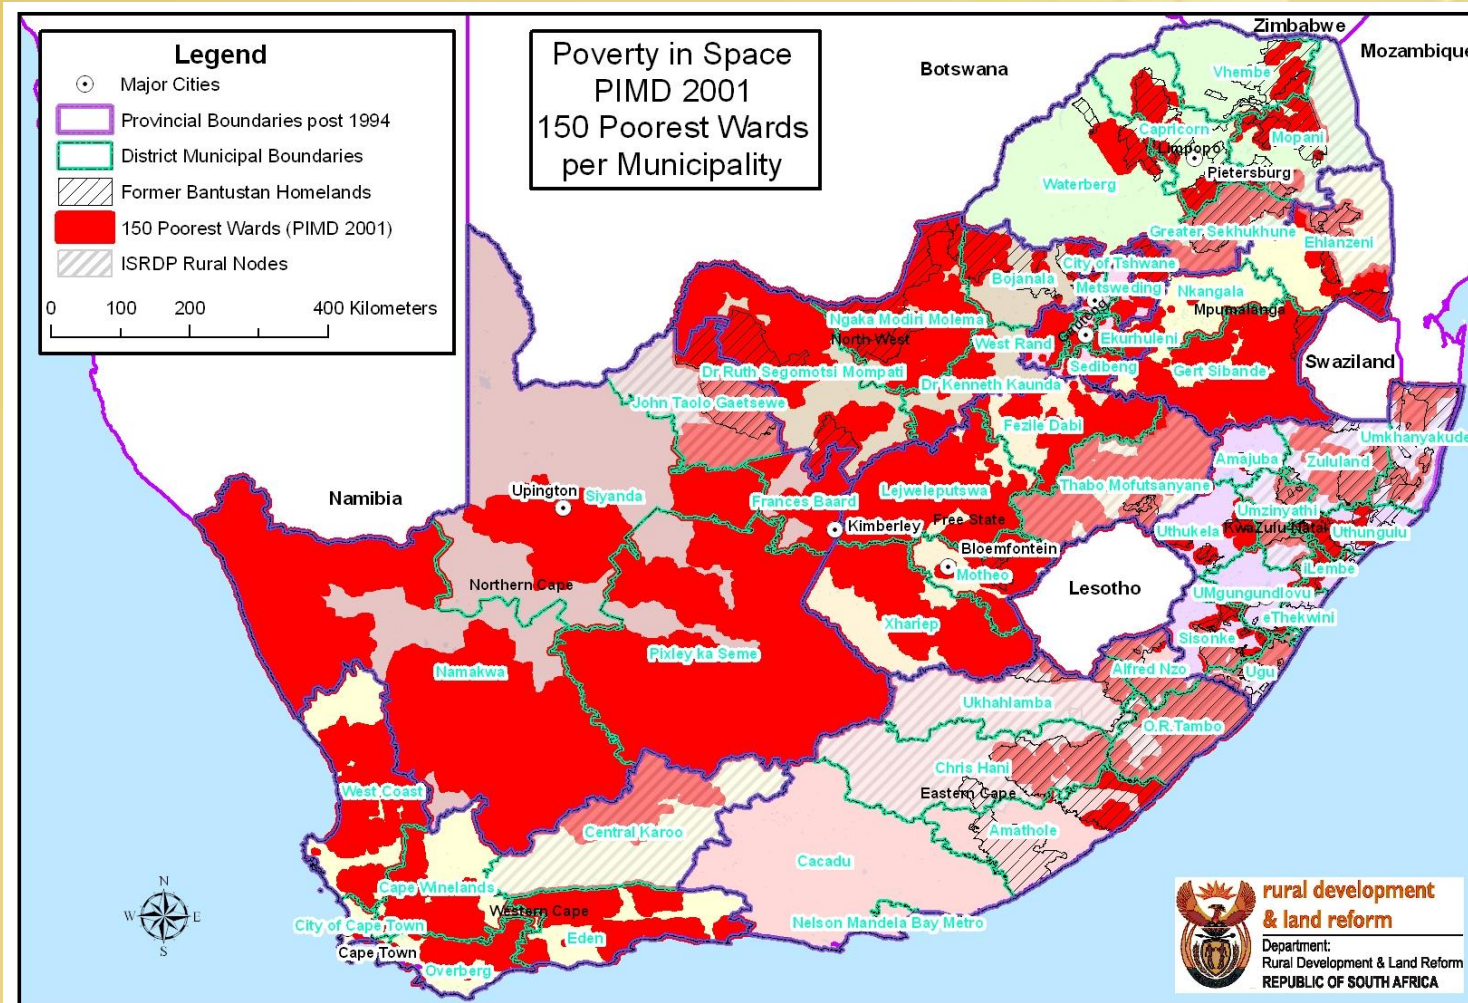 Legend
Major Cities
Provincial Boundaries post 1994
District Municipal Boundaries
Former Bantustan Homelands
150 Poorest Wards (PIMD 2001)
ISRDP Rural Nodes
0 100 200 400 Kilometers
Poverty in Space
PIMD 2001
150 Poorest Wards
per Municipality
Zimbabwe
Mozambique
Botswana
Vhembe
Capricorn
Mopani
Limpopo
Pietersburg
Waterberg
Greater Sekhukhune
Ehlanzeni
City of Tshwane
Bojanala
Metsweding
Nkangala
Mpumalanga
Ngaka Modiri Molema
North West
West Rand
Gauteng
Ekurhuleni
Swaziland
Sedibeng
Gert Sibande
Dr Ruth Segomotsi Mompati
Dr Kenneth Kaunda
John Taolo Gaetsewe
Fezile Dabi
Umkhanyakude
Amajuba
Zululand
Namibia
Upington
Siyanda
Frances Baard
Lejweleputswa
Thabo Mofutsanyane
Umzinyathi
Kimberley
Free State
Uthukela
KwaZulu-Natal
Uthungulu
Bloemfontein
Motheo
iLembe
Northern Cape
Lesotho
UMgungundlovu
eThekwini
Xhariep
Sisonke
Namakwa
Pixley ka Seme
Alfred Nzo
Ugu
Ukhahlamba
O.R.Tambo
Chris Hani
West Coast
Eastern Cape
Central Karoo
Amathole
Cacadu
Cape Winelands
Western Cape
City of Cape Town
Nelson Mandela Bay Metro
Eden
Cape Town
Overberg
N
W E
S
rural development
& land reform
Department:
Rural Development & Land Reform
REPUBLIC OF SOUTH AFRICA